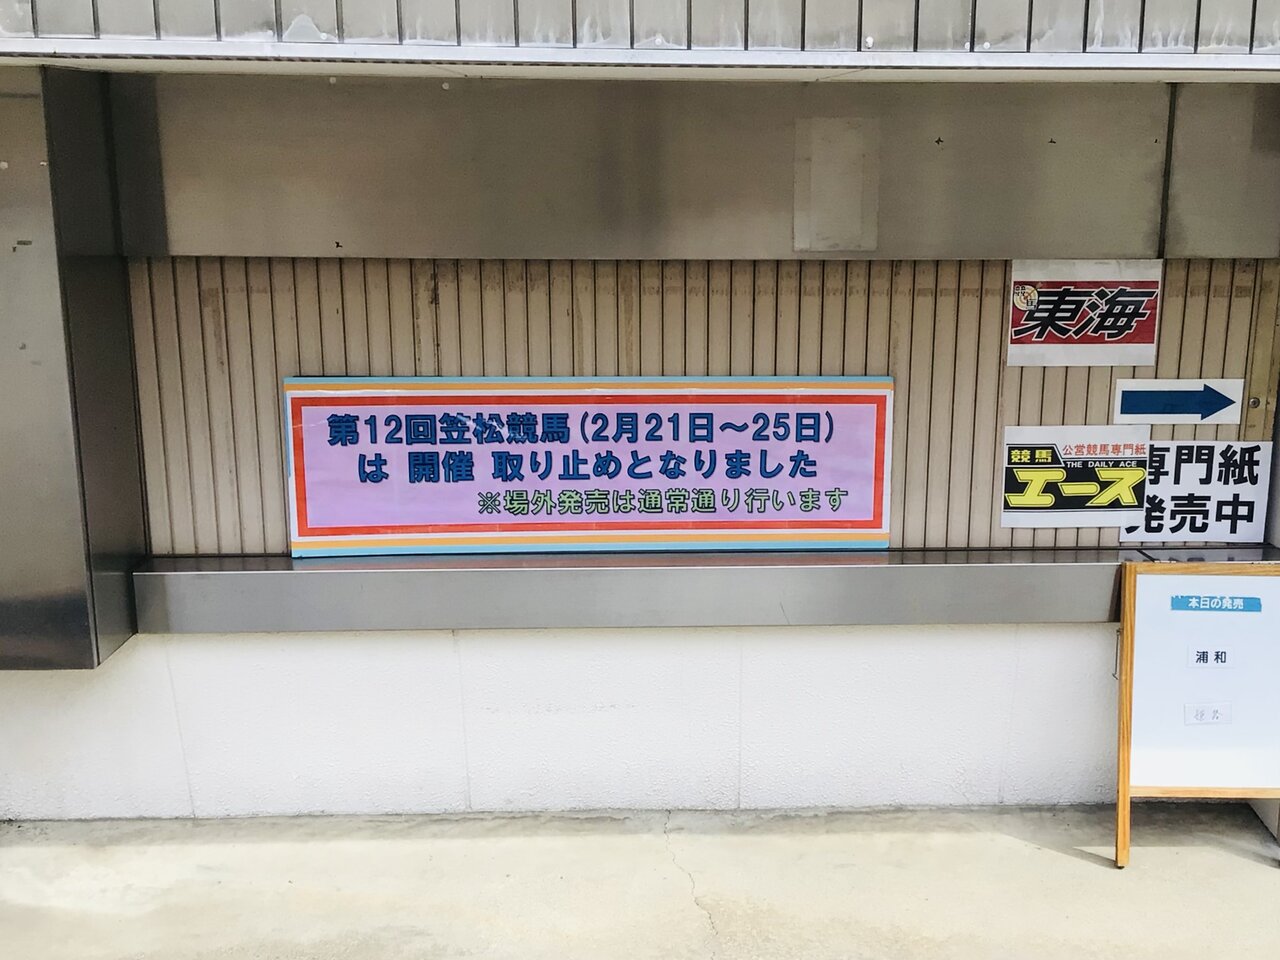 第12回笠松競馬(2月21日～25日)
は 開催 取り止めとなりました
※場外発売は通常通り行います
東海
競馬
公営競馬専門紙
THE DAILY ACE
エース
専門紙
発売中
本日の発売
浦和